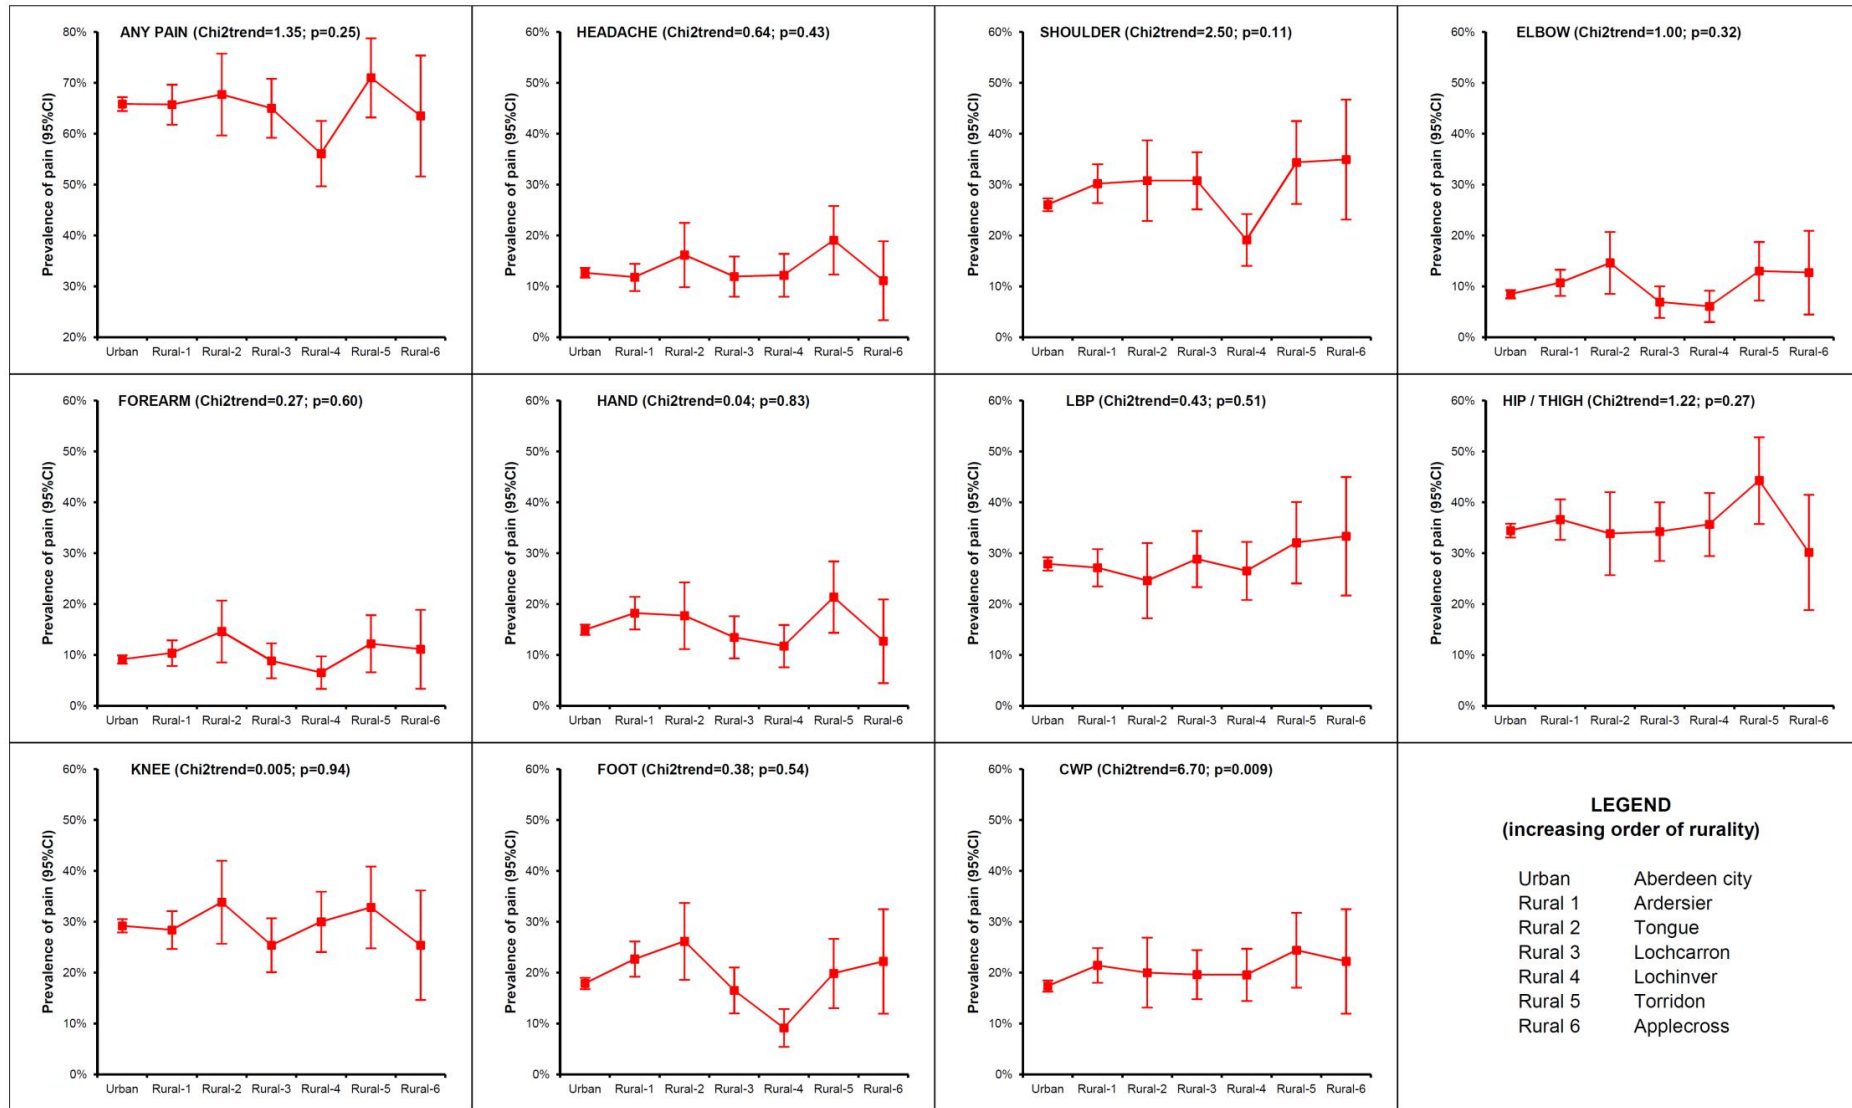 ANY PAIN (Chi2trend=1.35; p=0.25)
Prevalence of pain (95%CI)
80%
70%
60%
50%
40%
30%
20%
Urban Rural-1 Rural-2 Rural-3 Rural-4 Rural-5 Rural-6
HEADACHE (Chi2trend=0.64; p=0.43)
Prevalence of pain (95%CI)
60%
50%
40%
30%
20%
10%
0%
Urban Rural-1 Rural-2 Rural-3 Rural-4 Rural-5 Rural-6
SHOULDER (Chi2trend=2.50; p=0.11)
Prevalence of pain (95%CI)
60%
50%
40%
30%
20%
10%
0%
Urban Rural-1 Rural-2 Rural-3 Rural-4 Rural-5 Rural-6
ELBOW (Chi2trend=1.00; p=0.32)
Prevalence of pain (95%CI)
60%
50%
40%
30%
20%
10%
0%
Urban Rural-1 Rural-2 Rural-3 Rural-4 Rural-5 Rural-6
FOREARM (Chi2trend=0.27; p=0.60)
Prevalence of pain (95%CI)
60%
50%
40%
30%
20%
10%
0%
Urban Rural-1 Rural-2 Rural-3 Rural-4 Rural-5 Rural-6
HAND (Chi2trend=0.04; p=0.83)
Prevalence of pain (95%CI)
60%
50%
40%
30%
20%
10%
0%
Urban Rural-1 Rural-2 Rural-3 Rural-4 Rural-5 Rural-6
LBP (Chi2trend=0.43; p=0.51)
Prevalence of pain (95%CI)
60%
50%
40%
30%
20%
10%
0%
Urban Rural-1 Rural-2 Rural-3 Rural-4 Rural-5 Rural-6
HIP / THIGH (Chi2trend=1.22; p=0.27)
Prevalence of pain (95%CI)
60%
50%
40%
30%
20%
10%
0%
Urban Rural-1 Rural-2 Rural-3 Rural-4 Rural-5 Rural-6
KNEE (Chi2trend=0.005; p=0.94)
Prevalence of pain (95%CI)
60%
50%
40%
30%
20%
10%
0%
Urban Rural-1 Rural-2 Rural-3 Rural-4 Rural-5 Rural-6
FOOT (Chi2trend=0.38; p=0.54)
Prevalence of pain (95%CI)
60%
50%
40%
30%
20%
10%
0%
Urban Rural-1 Rural-2 Rural-3 Rural-4 Rural-5 Rural-6
CWP (Chi2trend=6.70; p=0.009)
Prevalence of pain (95%CI)
60%
50%
40%
30%
20%
10%
0%
Urban Rural-1 Rural-2 Rural-3 Rural-4 Rural-5 Rural-6
LEGEND
(increasing order of rurality)
Urban Aberdeen city
Rural 1 Ardersier
Rural 2 Tongue
Rural 3 Lochcarron
Rural 4 Lochinver
Rural 5 Torridon
Rural 6 Applecross